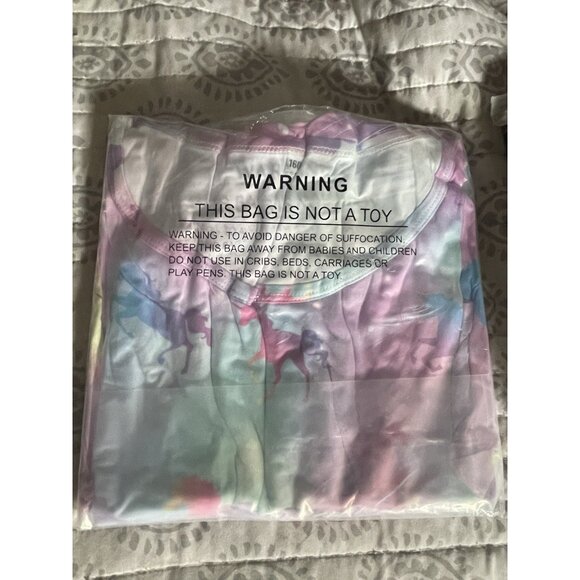 160
WARNING
THIS BAG IS NOT A TOY
WARNING - TO AVOID DANGER OF SUFFOCATION,
KEEP THIS BAG AWAY FROM BABIES AND CHILDREN
DO NOT USE IN CRIBS, BEDS, CARRIAGES OR
PLAY PENS. THIS BAG IS NOT A TOY